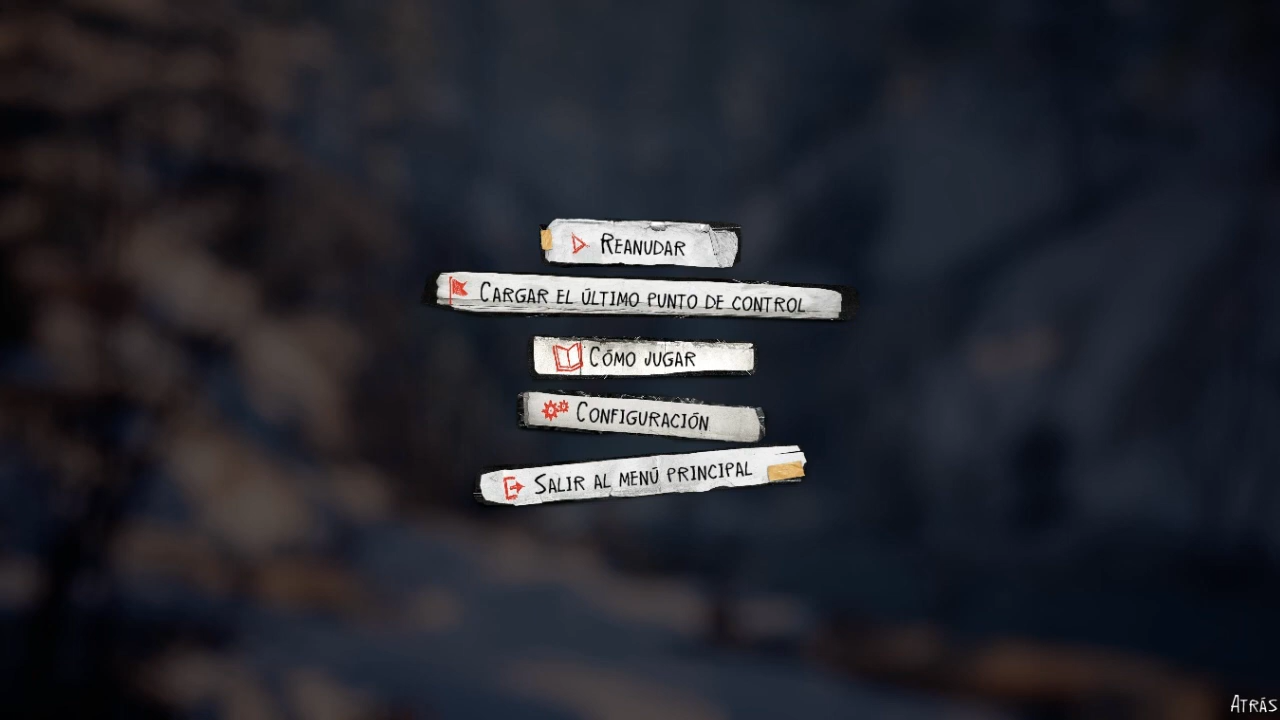 Reanudar
Cargar el último punto de control
Cómo jugar
Configuración
Salir al menú principal
Atrás